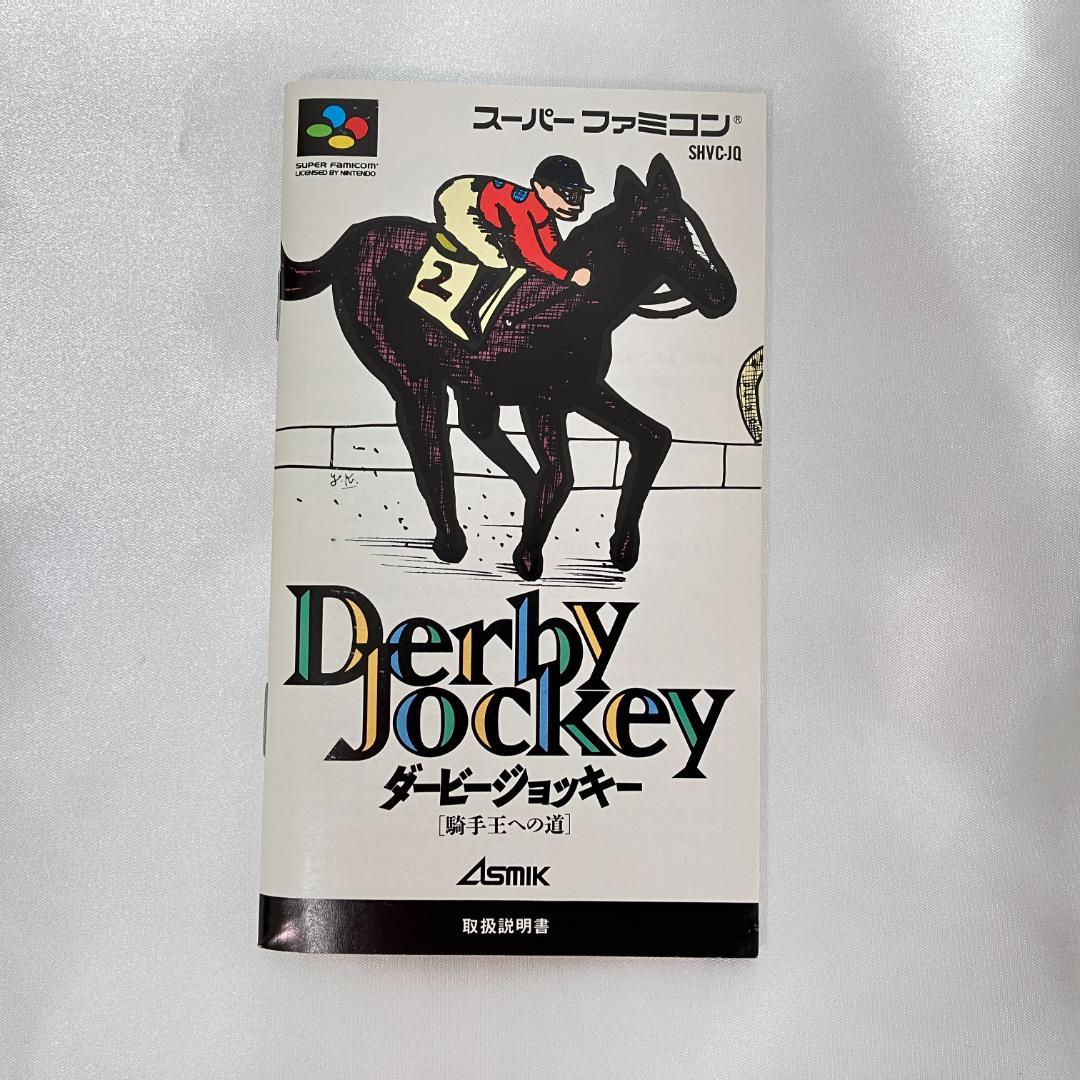 スーパーファミコン®
SHVC-JQ
SUPER FAMICOM
LICENSED BY NINTENDO
2
y.K.
Derby
Jockey
ダービージョッキー
[騎手王への道]
ASMIK
取扱説明書